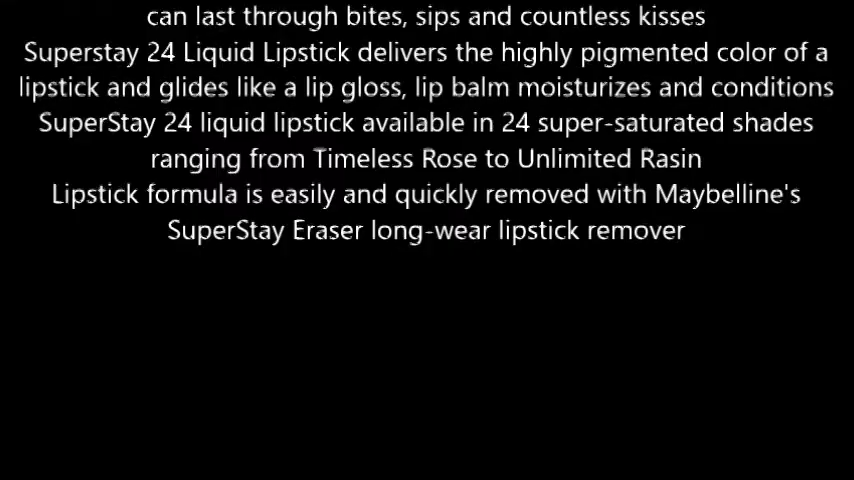 can last through bites, sips and countless kisses
Superstay 24 Liquid Lipstick delivers the highly pigmented color of a
lipstick and glides like a lip gloss, lip balm moisturizes and conditions
SuperStay 24 liquid lipstick available in 24 super-saturated shades
ranging from Timeless Rose to Unlimited Rasin
Lipstick formula is easily and quickly removed with Maybelline's
SuperStay Eraser long-wear lipstick remover